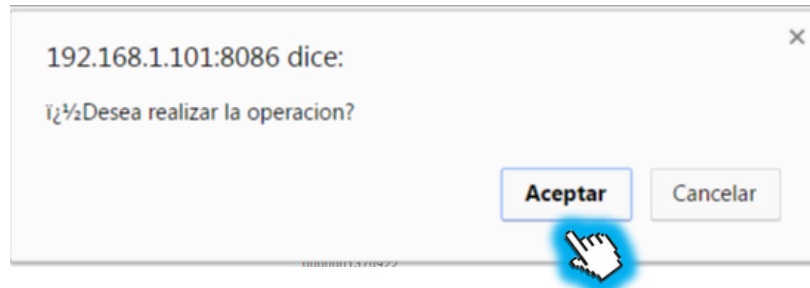 192.168.1.101:8086 dice:
ï¿½Desea realizar la operacion?
Aceptar
Cancelar